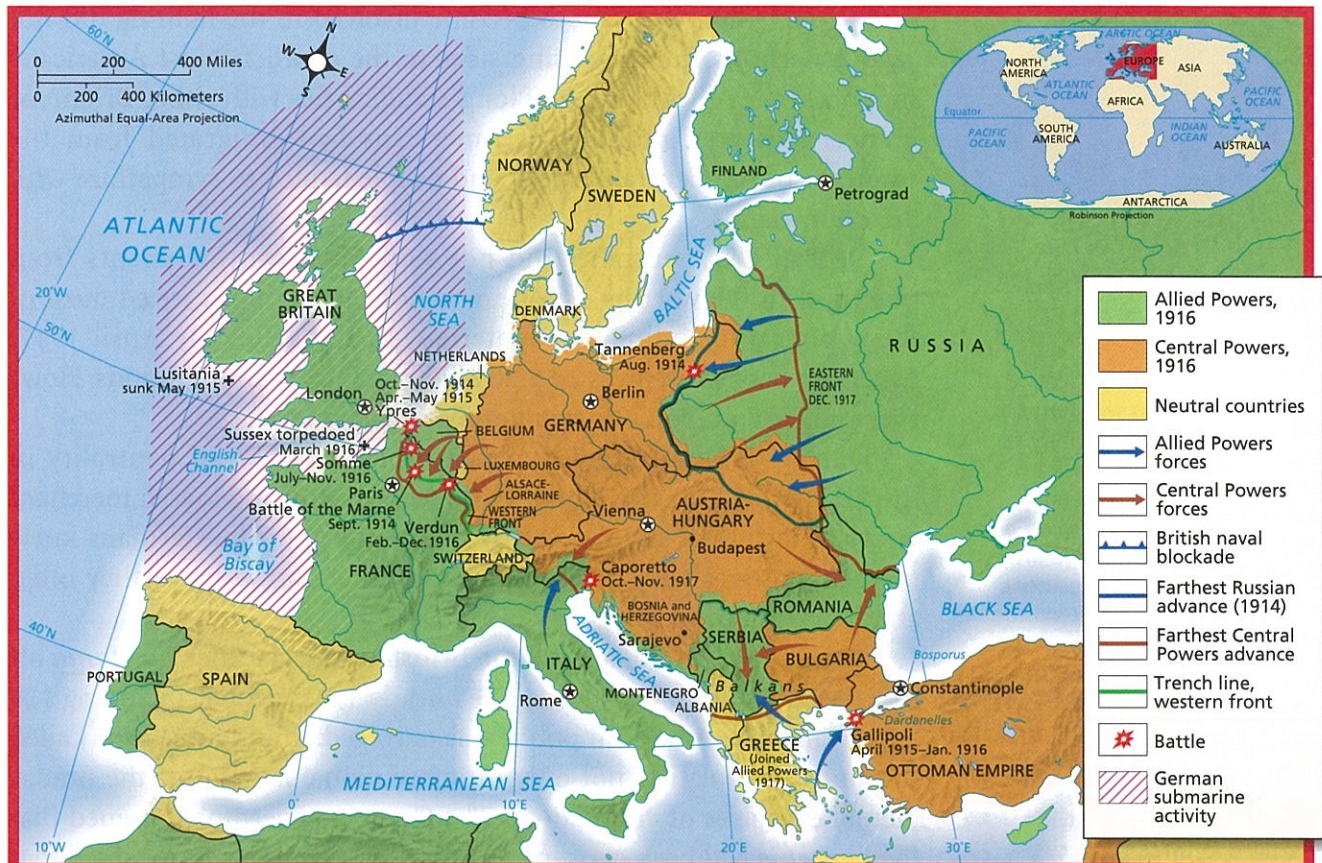 60°N
N
W
E
S
0 200 400 Miles
0 200 400 Kilometers
Azimuthal Equal-Area Projection
ATLANTIC
OCEAN
20°W
50°N
40°N
10°W
0°
10°E
20°E
30°E
NORWAY
SWEDEN
FINLAND
Petrograd
BALTIC SEA
NORTH
SEA
GREAT
BRITAIN
DENMARK
NETHERLANDS
Lusitania
sunk May 1915
London
Oct.–Nov. 1914
Apr.–May 1915
Ypres
Sussex torpedoed
March 1916
English
Channel
Somme
July–Nov. 1916
Paris
Battle of the Marne
Sept. 1914
Verdun
Feb.–Dec. 1916
Bay of
Biscay
FRANCE
BELGIUM
LUXEMBOURG
ALSACE-
LORRAINE
WESTERN
FRONT
SWITZERLAND
Tannenberg
Aug. 1914
Berlin
GERMANY
EASTERN
FRONT
DEC. 1917
RUSSIA
Vienna
AUSTRIA-
HUNGARY
Budapest
Caporetto
Oct.–Nov. 1917
BOSNIA and
HERZEGOVINA
Sarajevo
ROMANIA
SERBIA
BULGARIA
BLACK SEA
Bosporus
PORTUGAL
SPAIN
ITALY
Rome
ADRIATIC SEA
MONTENEGRO
ALBANIA
Balkans
Constantinople
Dardanelles
Gallipoli
April 1915–Jan. 1916
GREECE
(Joined
Allied Powers
1917)
OTTOMAN EMPIRE
MEDITERRANEAN SEA
ARCTIC OCEAN
NORTH
AMERICA
EUROPE
ASIA
ATLANTIC
OCEAN
PACIFIC
OCEAN
AFRICA
Equator
PACIFIC
OCEAN
SOUTH
AMERICA
INDIAN
OCEAN
AUSTRALIA
ANTARCTICA
Robinson Projection
Allied Powers,
1916
Central Powers,
1916
Neutral countries
Allied Powers
forces
Central Powers
forces
British naval
blockade
Farthest Russian
advance (1914)
Farthest Central
Powers advance
Trench line,
western front
Battle
German
submarine
activity